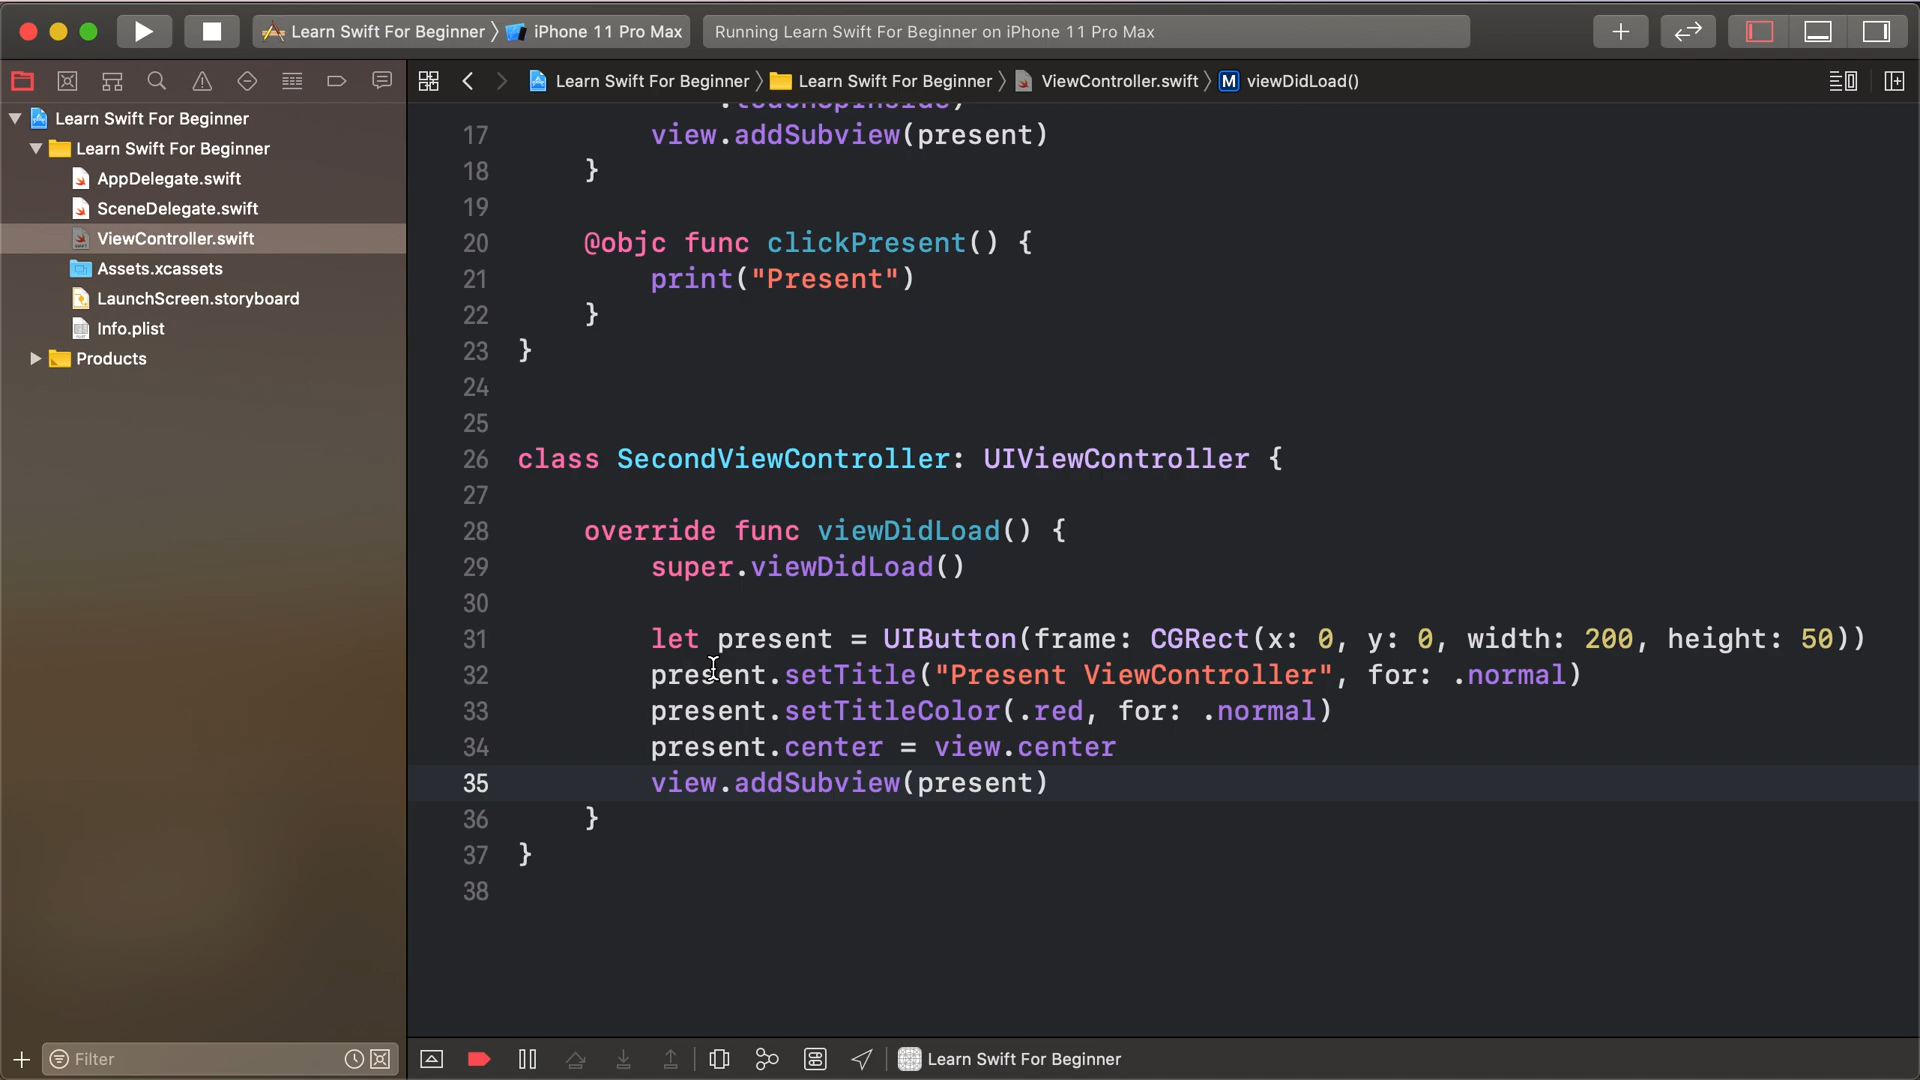 Learn Swift For Beginner 〉 iPhone 11 Pro Max
Running Learn Swift For Beginner on iPhone 11 Pro Max
Learn Swift For Beginner 〉 Learn Swift For Beginner 〉 ViewController.swift 〉 M viewDidLoad()
Learn Swift For Beginner
Learn Swift For Beginner
AppDelegate.swift
SceneDelegate.swift
ViewController.swift
Assets.xcassets
LaunchScreen.storyboard
Info.plist
Products
Filter
.touchUpInside)
17 view.addSubview(present)
18 }
19
20 @objc func clickPresent() {
21 print("Present")
22 }
23 }
24
25
26 class SecondViewController: UIViewController {
27
28 override func viewDidLoad() {
29 super.viewDidLoad()
30
31 let present = UIButton(frame: CGRect(x: 0, y: 0, width: 200, height: 50))
32 present.setTitle("Present ViewController", for: .normal)
33 present.setTitleColor(.red, for: .normal)
34 present.center = view.center
35 view.addSubview(present)
36 }
37 }
38
Learn Swift For Beginner